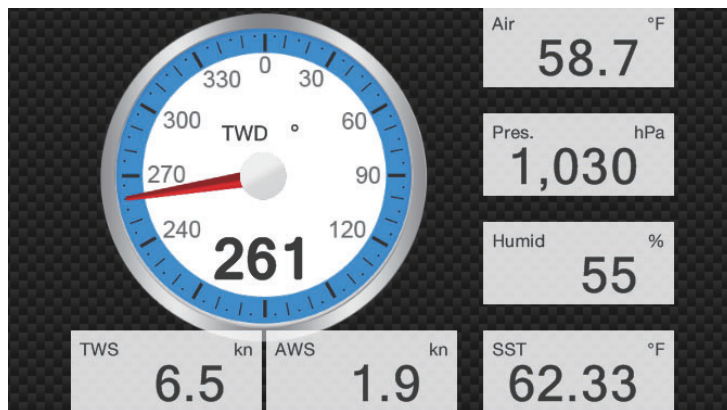 0
30
60
90
120
240
270
300
330
TWD °
261
TWS kn
6.5
AWS kn
1.9
Air °F
58.7
Pres. hPa
1,030
Humid %
55
SST °F
62.33